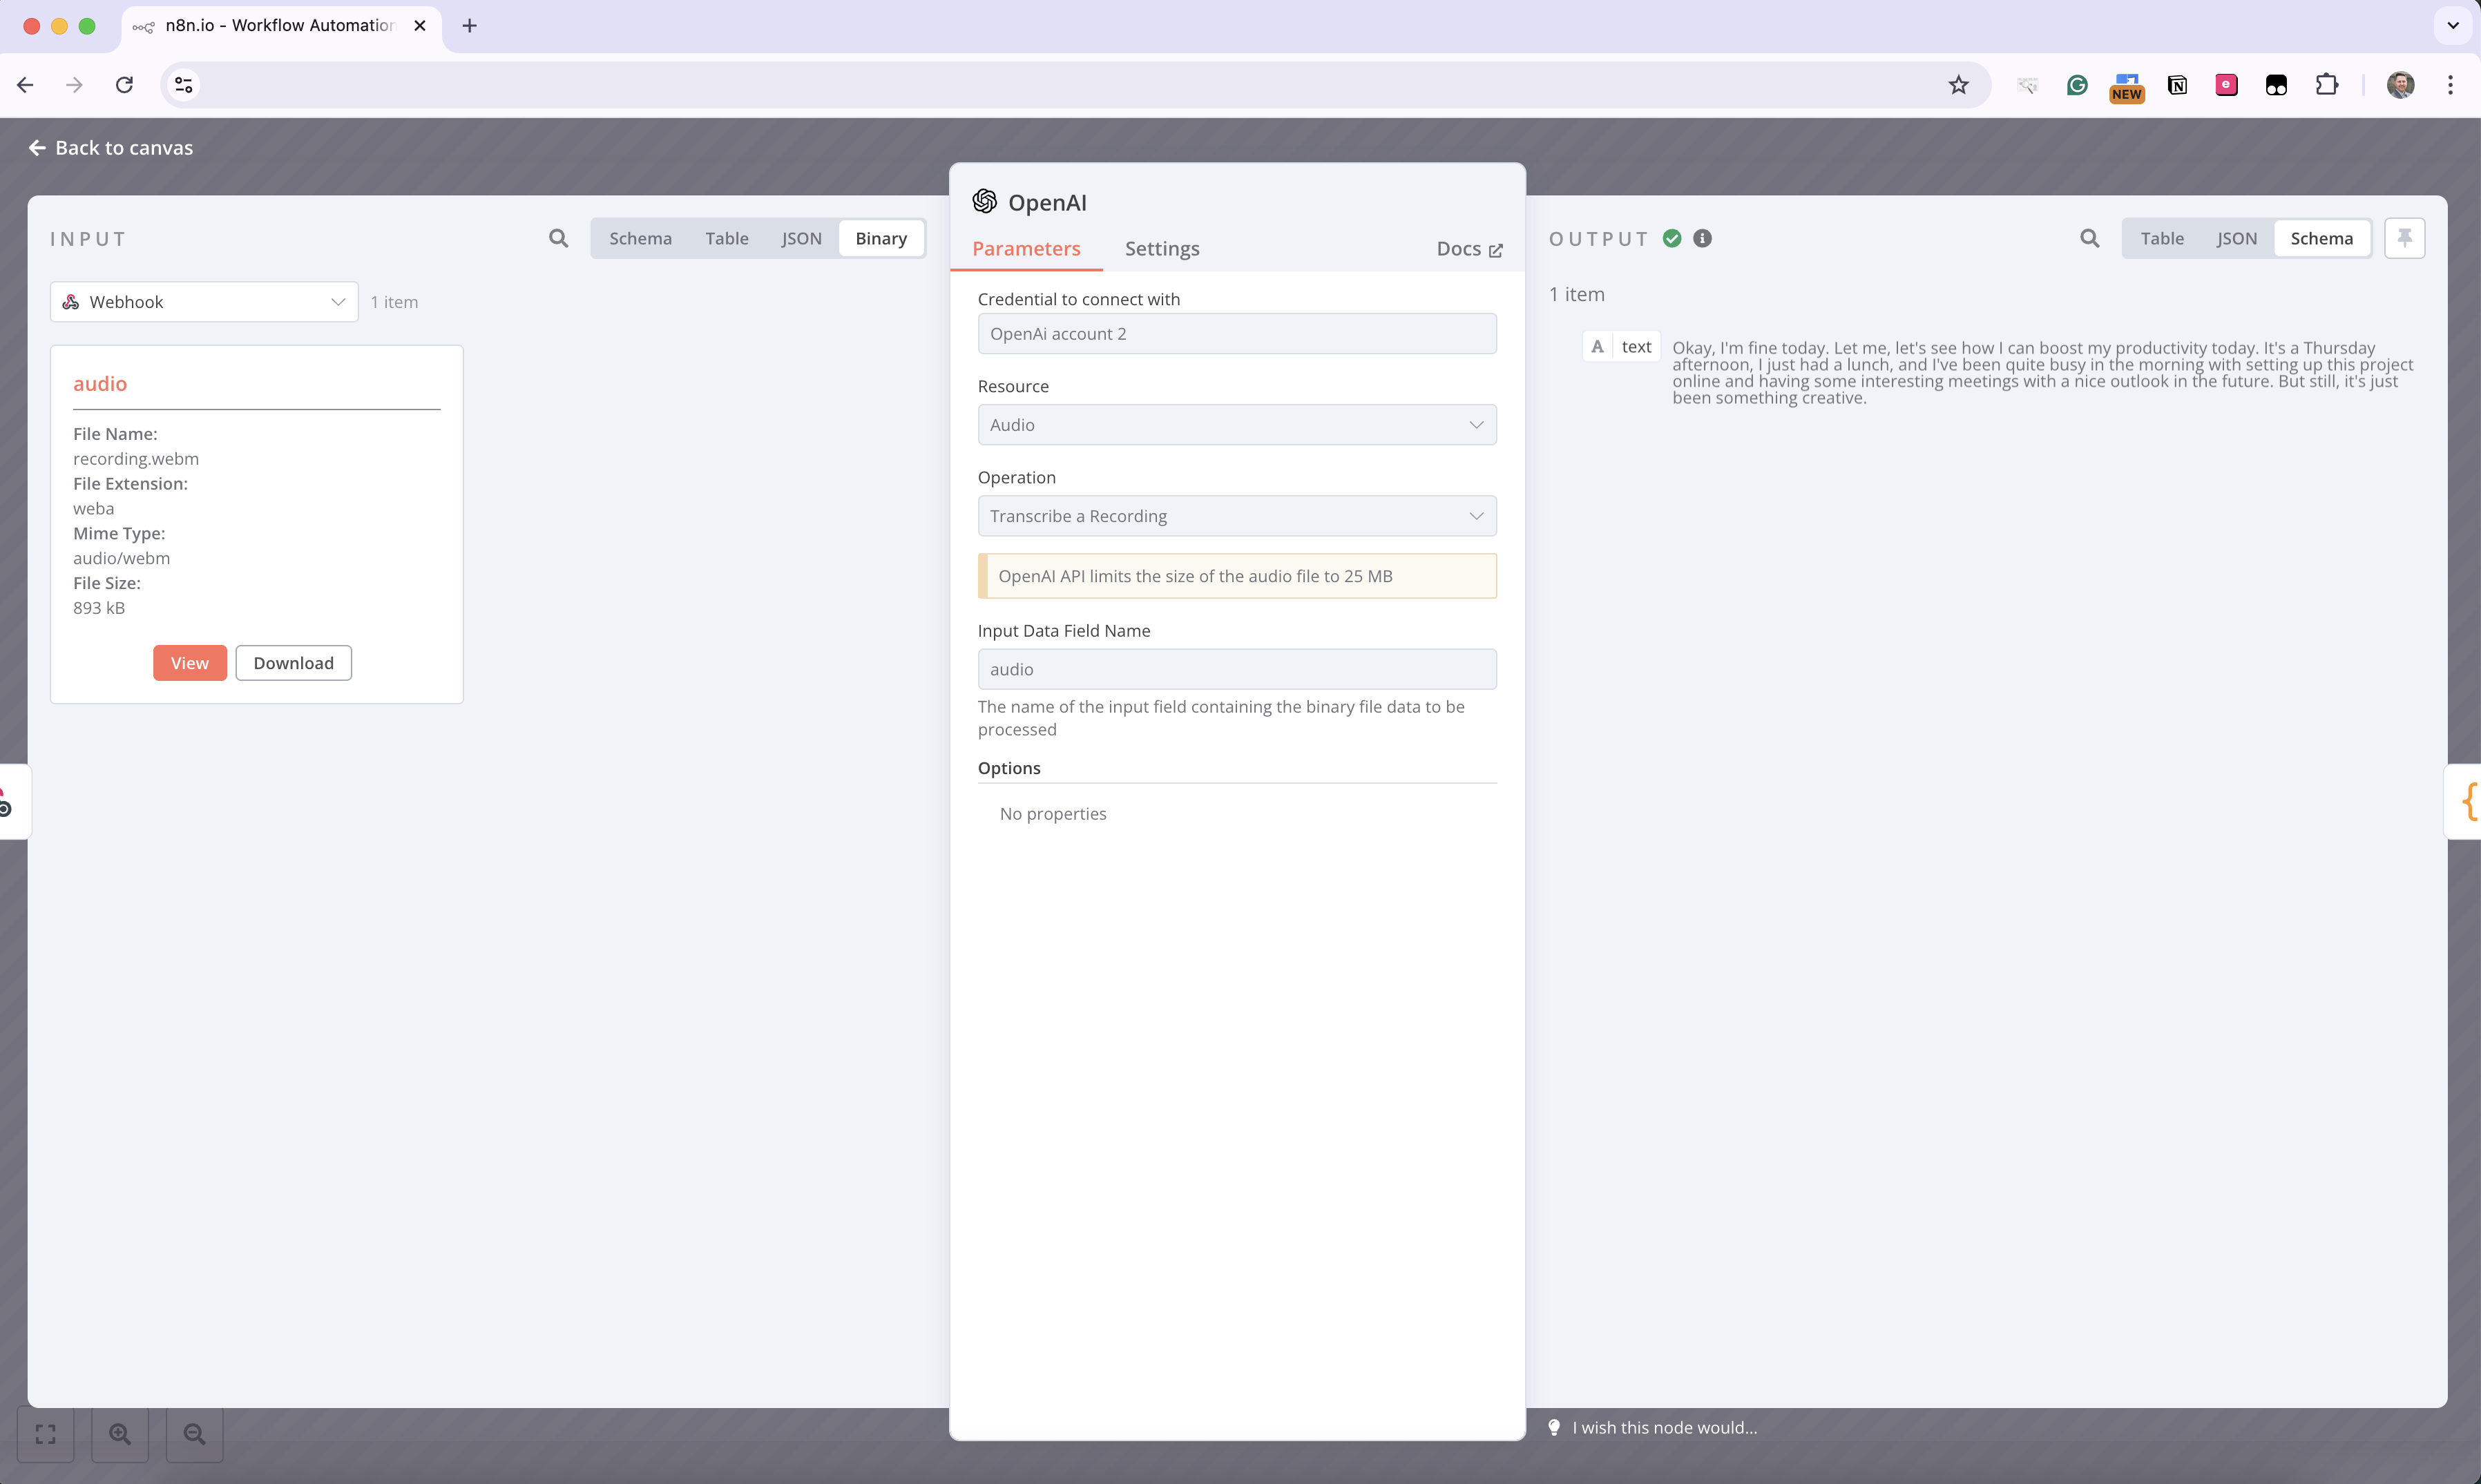 n8n.io - Workflow Automation
NEW
Back to canvas
INPUT
Schema
Table
JSON
Binary
Webhook
1 item
audio
File Name:
recording.webm
File Extension:
weba
Mime Type:
audio/webm
File Size:
893 kB
View
Download
OpenAI
Parameters
Settings
Docs
Credential to connect with
OpenAi account 2
Resource
Audio
Operation
Transcribe a Recording
OpenAI API limits the size of the audio file to 25 MB
Input Data Field Name
audio
The name of the input field containing the binary file data to be
processed
Options
No properties
OUTPUT
Table
JSON
Schema
1 item
A text
Okay, I'm fine today. Let me, let's see how I can boost my productivity today. It's a Thursday
afternoon, I just had a lunch, and I've been quite busy in the morning with setting up this project
online and having some interesting meetings with a nice outlook in the future. But still, it's just
been something creative.
I wish this node would...